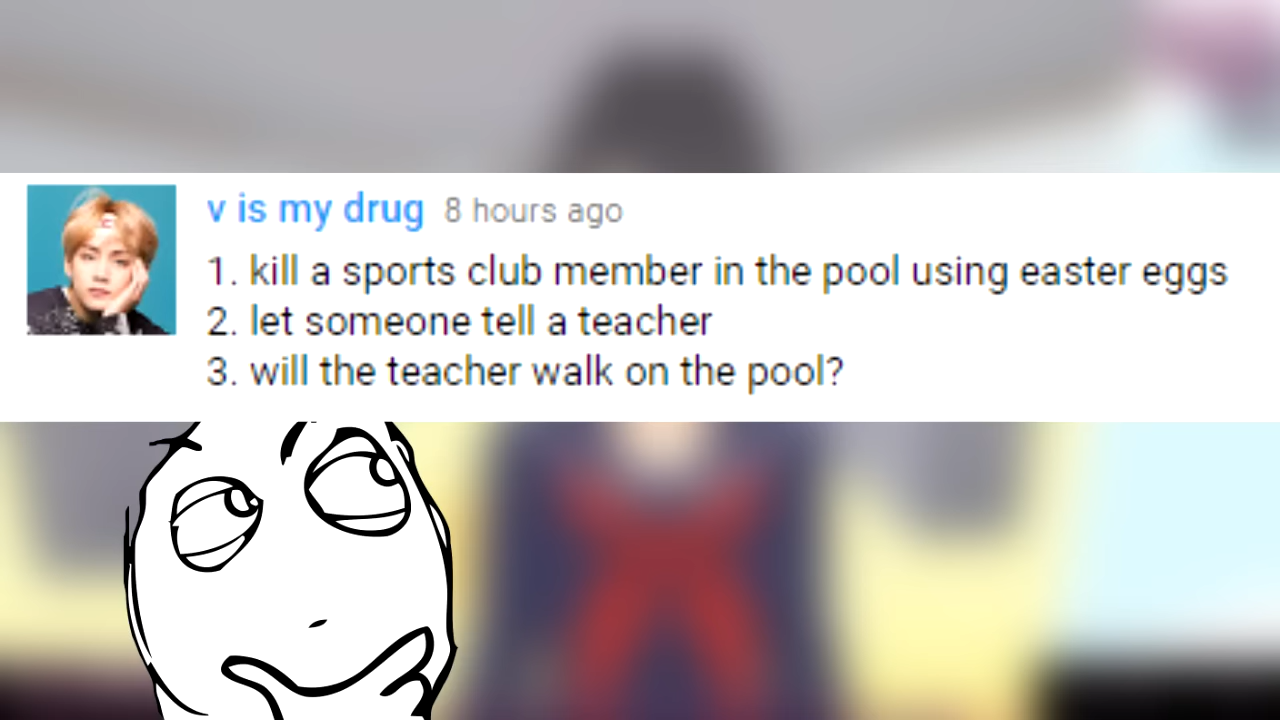 v is my drug 8 hours ago
1. kill a sports club member in the pool using easter eggs
2. let someone tell a teacher
3. will the teacher walk on the pool?